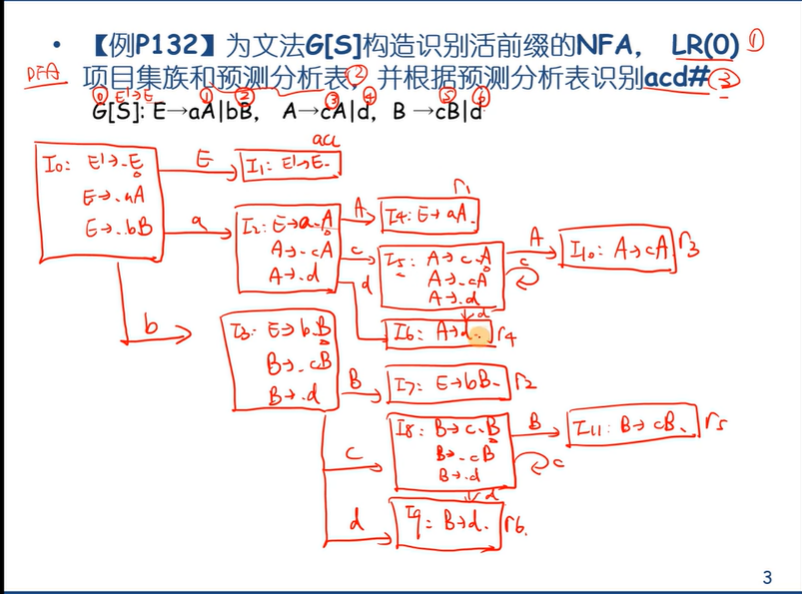 • 【例P132】为文法G[S]构造识别活前缀的NFA， LR(0) ①
DFA 项目集族和预测分析表②，并根据预测分析表识别acd# ③
⓪ E'→E ① ② ③ ④ ⑤ ⑥
G[S]: E→aA|bB， A→cA|d， B →cB|d
I0: E'→.E
E→.aA
E→.bB
E
acc
I1: E'→E.
a
I2: E→a.A
A→.cA
A→.d
A
r1
I4: E→aA.
c
I5: A→c.A
A→.cA
A→.d
A
c
I10: A→cA.
r3
d
d
I6: A→d.
r4
b
I3: E→b.B
B→.cB
B→.d
B
I7: E→bB.
r2
c
I8: B→c.B
B→.cB
B→.d
B
c
I11: B→cB.
r5
d
d
I9: B→d.
r6.
3